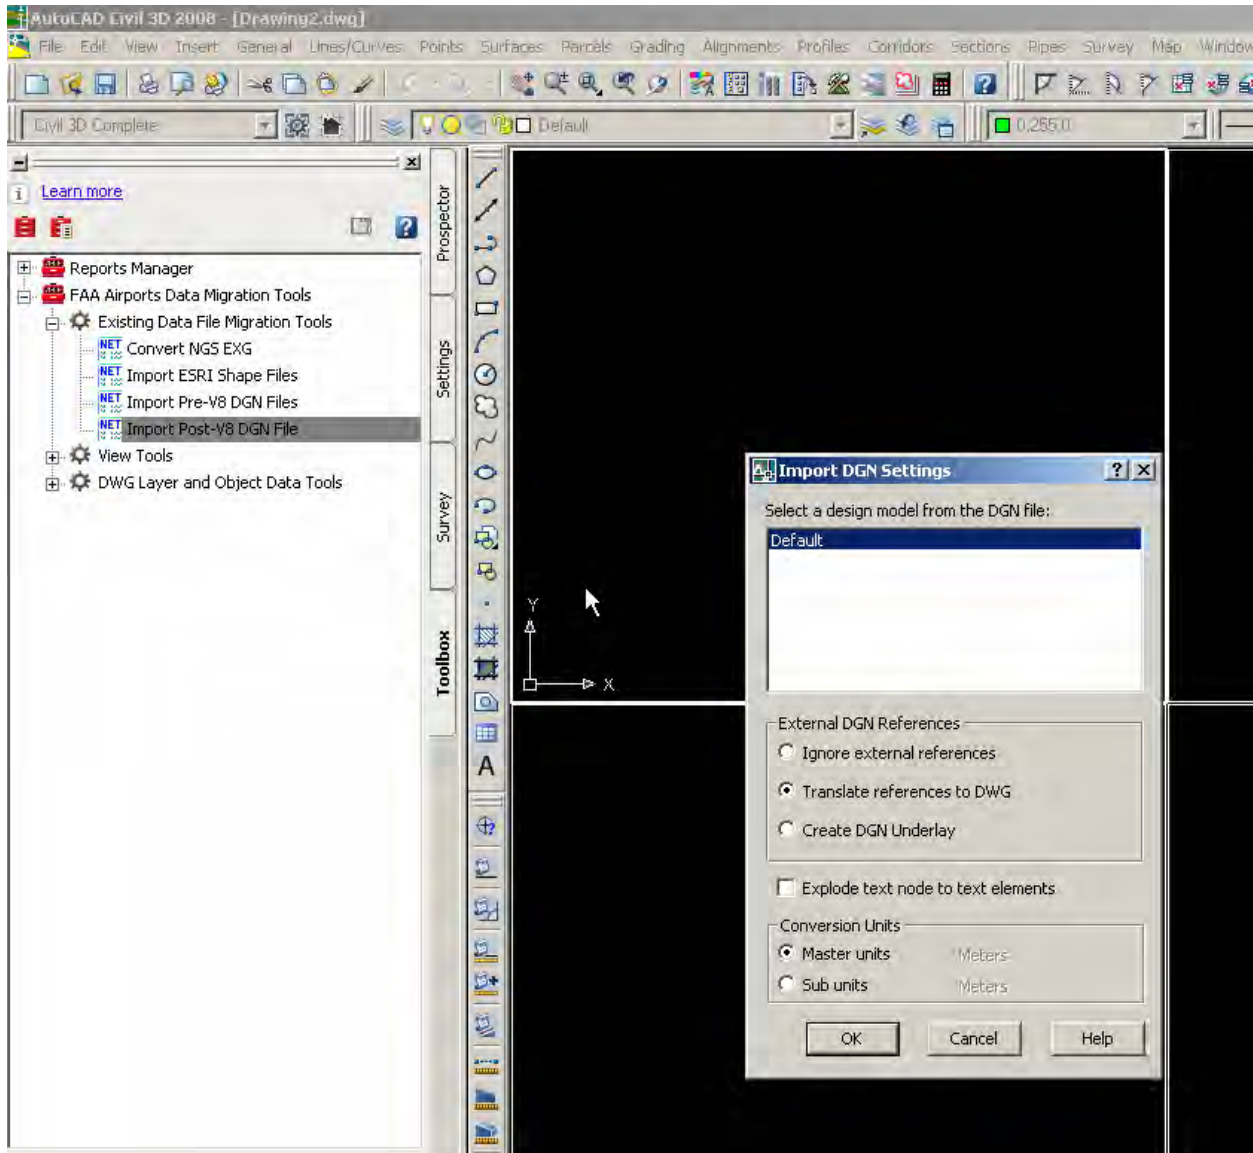 AutoCAD Civil 3D 2008 - [Drawing2.dwg]
File Edit View Insert General Lines/Curves Points Surfaces Parcels Grading Alignments Profiles Corridors Sections Pipes Survey Map Window
Civil 3D Complete Default 0,255,0
Learn more
Reports Manager
FAA Airports Data Migration Tools
Existing Data File Migration Tools
NET Convert NGS EXG
NET Import ESRI Shape Files
NET Import Pre-V8 DGN Files
NET Import Post-V8 DGN File
View Tools
DWG Layer and Object Data Tools
Prospector
Settings
Survey
Toolbox
A
Y
X
Import DGN Settings
Select a design model from the DGN file:
Default
External DGN References
Ignore external references
Translate references to DWG
Create DGN Underlay
Explode text node to text elements
Conversion Units
Master units Meters
Sub units Meters
OK Cancel Help